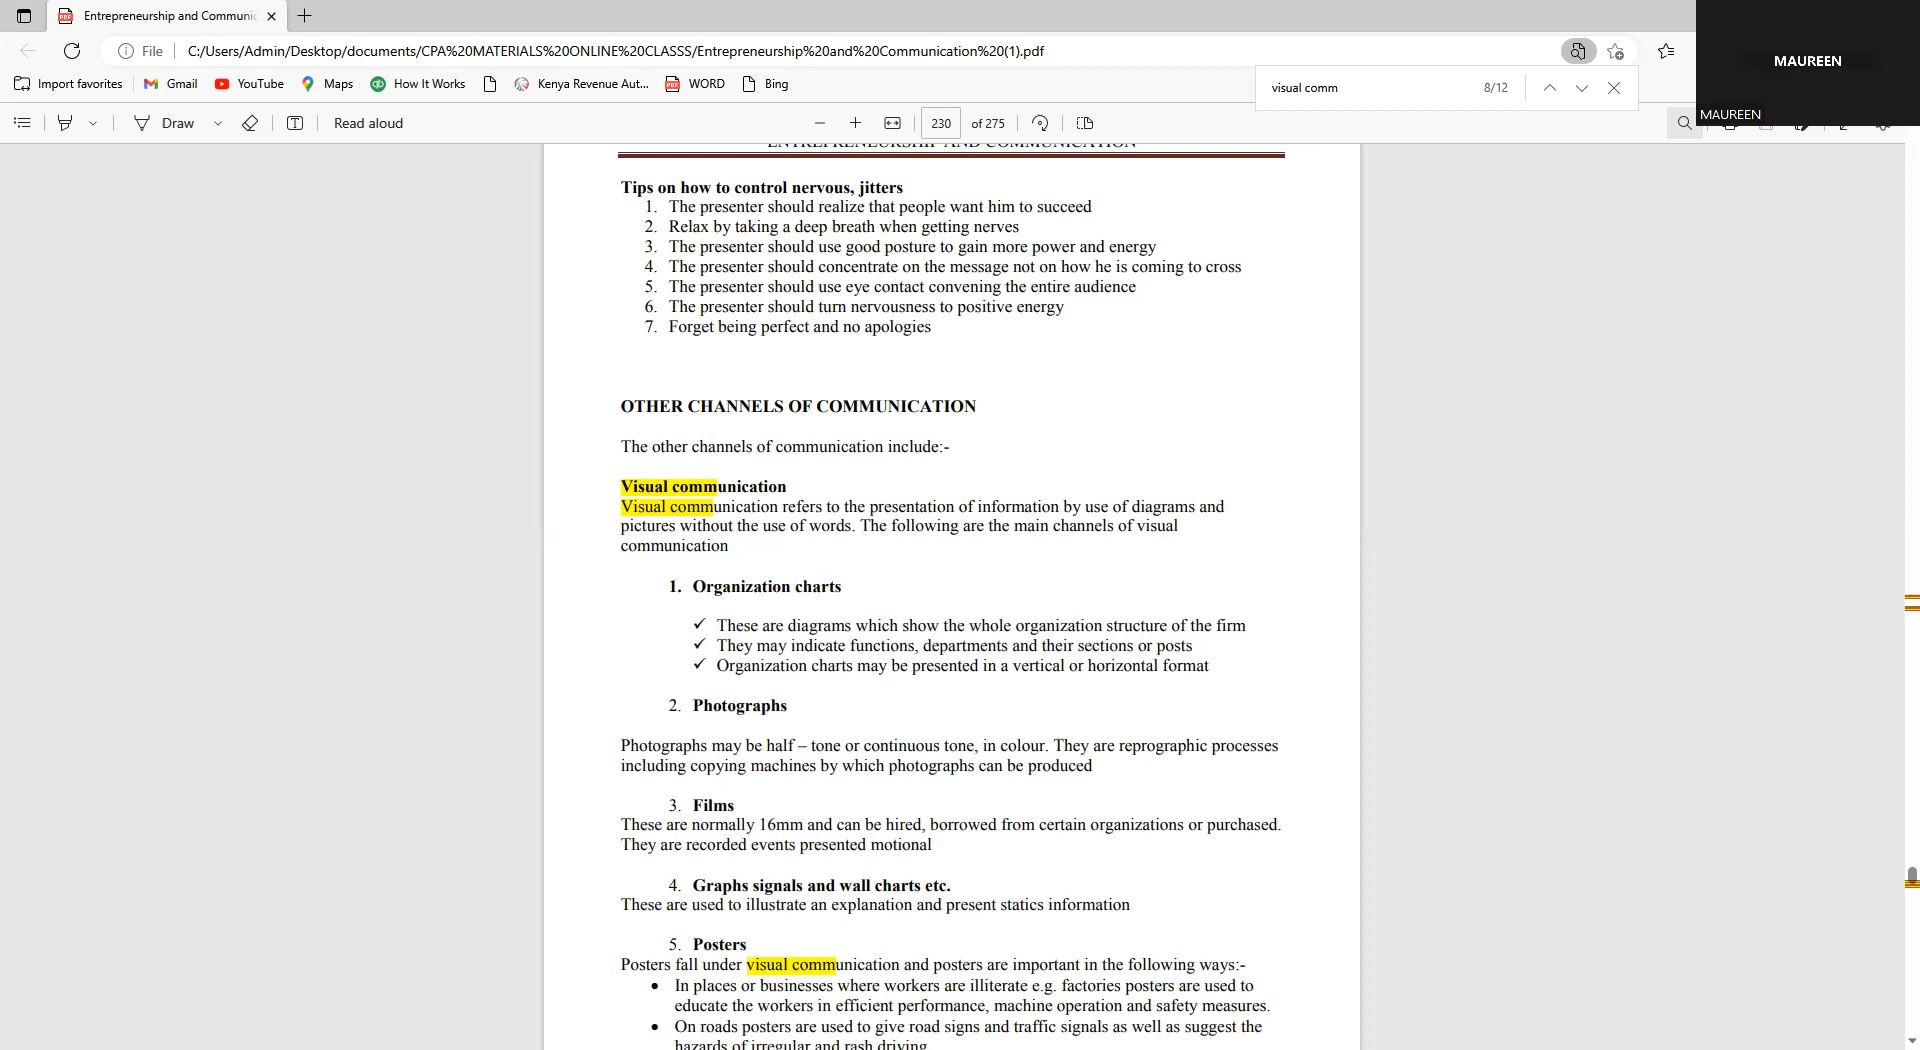 Entrepreneurship and Communic
File C:/Users/Admin/Desktop/documents/CPA%20MATERIALS%20ONLINE%20CLASSS/Entrepreneurship%20and%20Communication%20(1).pdf
MAUREEN
Import favorites Gmail YouTube Maps How It Works Kenya Revenue Aut... WORD Bing
visual comm 8/12
MAUREEN
Draw Read aloud 230 of 275
ENTREPRENEURSHIP AND COMMUNICATION
Tips on how to control nervous, jitters
1. The presenter should realize that people want him to succeed
2. Relax by taking a deep breath when getting nerves
3. The presenter should use good posture to gain more power and energy
4. The presenter should concentrate on the message not on how he is coming to cross
5. The presenter should use eye contact convening the entire audience
6. The presenter should turn nervousness to positive energy
7. Forget being perfect and no apologies
OTHER CHANNELS OF COMMUNICATION
The other channels of communication include:-
Visual communication
Visual communication refers to the presentation of information by use of diagrams and
pictures without the use of words. The following are the main channels of visual
communication
1. Organization charts
✓ These are diagrams which show the whole organization structure of the firm
✓ They may indicate functions, departments and their sections or posts
✓ Organization charts may be presented in a vertical or horizontal format
2. Photographs
Photographs may be half – tone or continuous tone, in colour. They are reprographic processes
including copying machines by which photographs can be produced
3. Films
These are normally 16mm and can be hired, borrowed from certain organizations or purchased.
They are recorded events presented motional
4. Graphs signals and wall charts etc.
These are used to illustrate an explanation and present statics information
5. Posters
Posters fall under visual communication and posters are important in the following ways:-
• In places or businesses where workers are illiterate e.g. factories posters are used to
educate the workers in efficient performance, machine operation and safety measures.
• On roads posters are used to give road signs and traffic signals as well as suggest the
hazards of irregular and rash driving